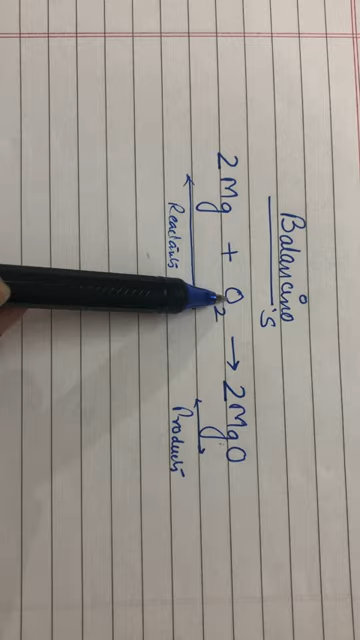 Balancing
2Mg + O₂ → 2MgO
Reactants Products